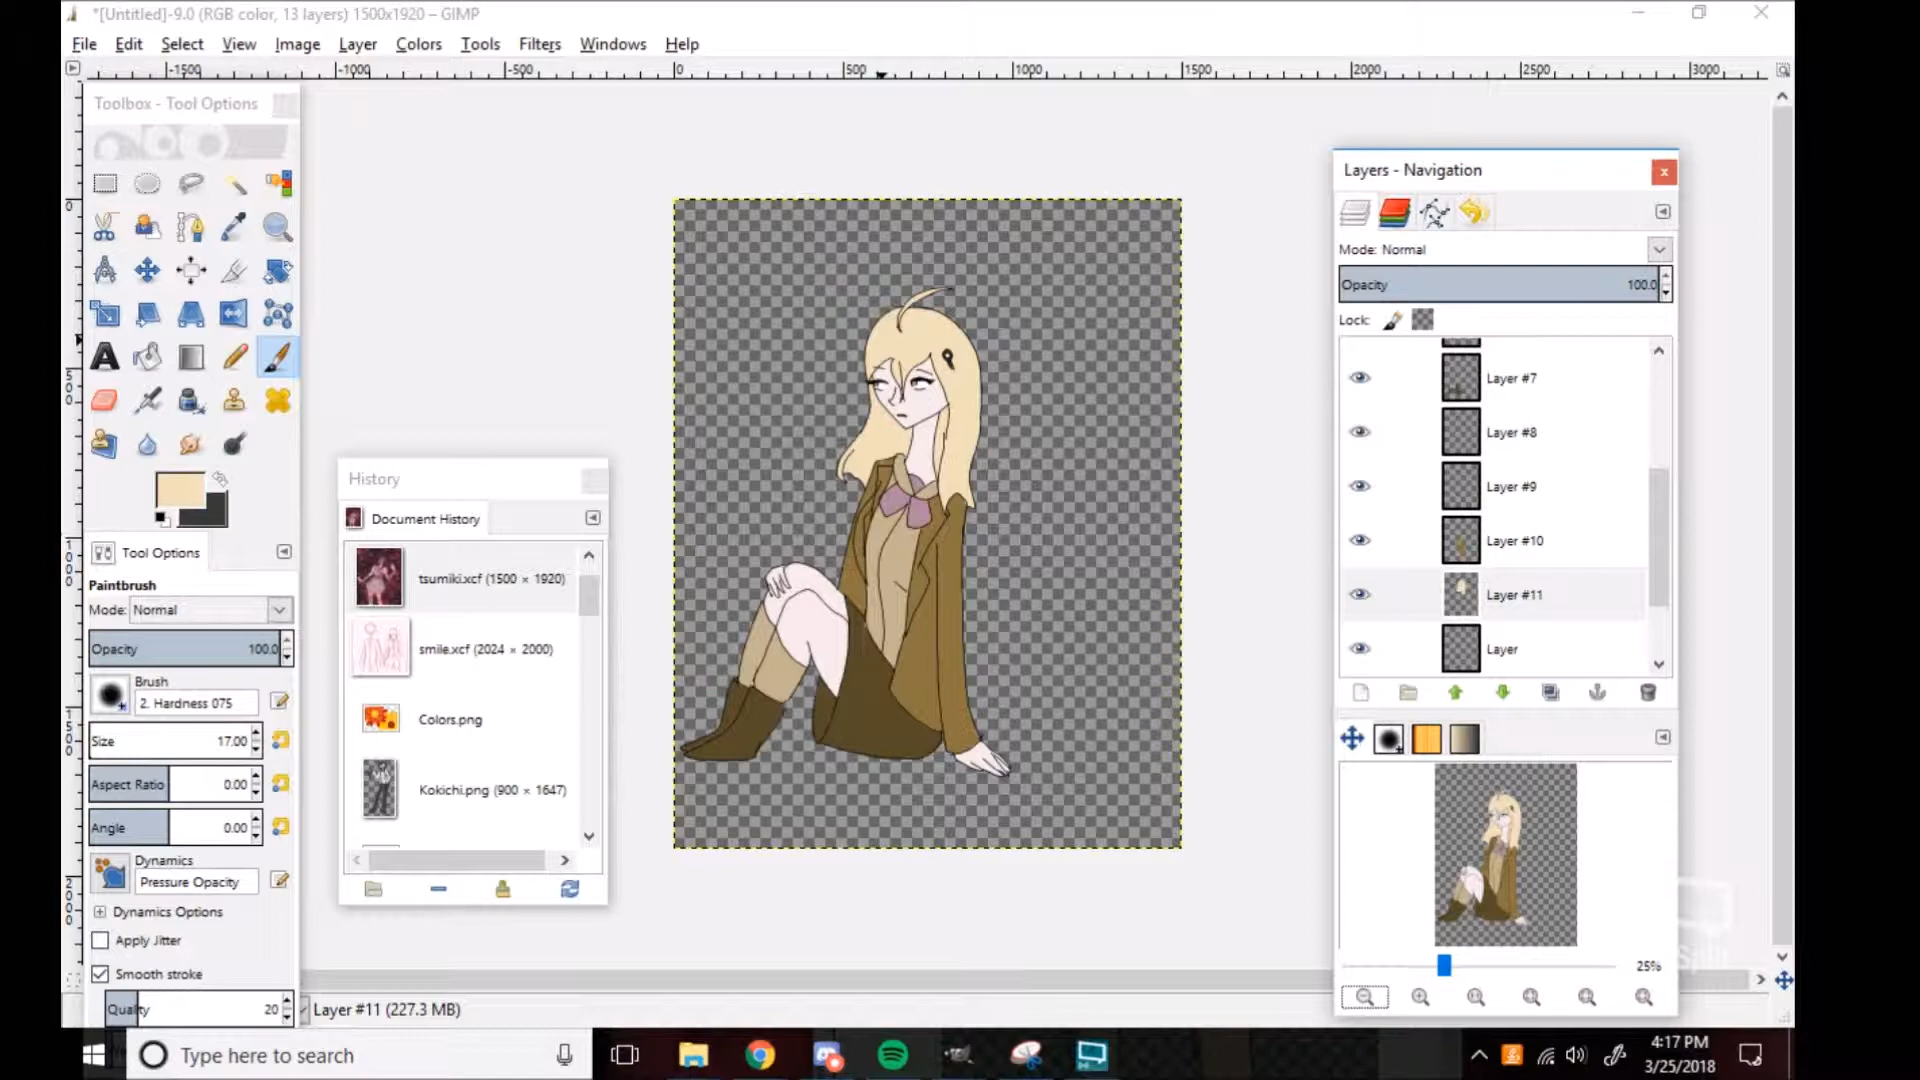 *[Untitled]-9.0 (RGB color, 13 layers) 1500x1920 – GIMP
File Edit Select View Image Layer Colors Tools Filters Windows Help
-1500 -1000 -500 0 500 1000 1500 2000 2500 3000
Toolbox - Tool Options
Tool Options
Paintbrush
Mode: Normal
Opacity 100.0
Brush
2. Hardness 075
Size 17.00
Aspect Ratio 0.00
Angle 0.00
Dynamics
Pressure Opacity
Dynamics Options
Apply Jitter
Smooth stroke
Quality 20
0
500
1000
1500
2000
History
Document History
tsumiki.xcf (1500 × 1920)
smile.xcf (2024 × 2000)
Colors.png
Kokichi.png (900 × 1647)
Layers - Navigation
Mode: Normal
Opacity 100.0
Lock:
Layer #7
Layer #8
Layer #9
Layer #10
Layer #11
Layer
25%
Layer #11 (227.3 MB)
Type here to search
4:17 PM
3/25/2018